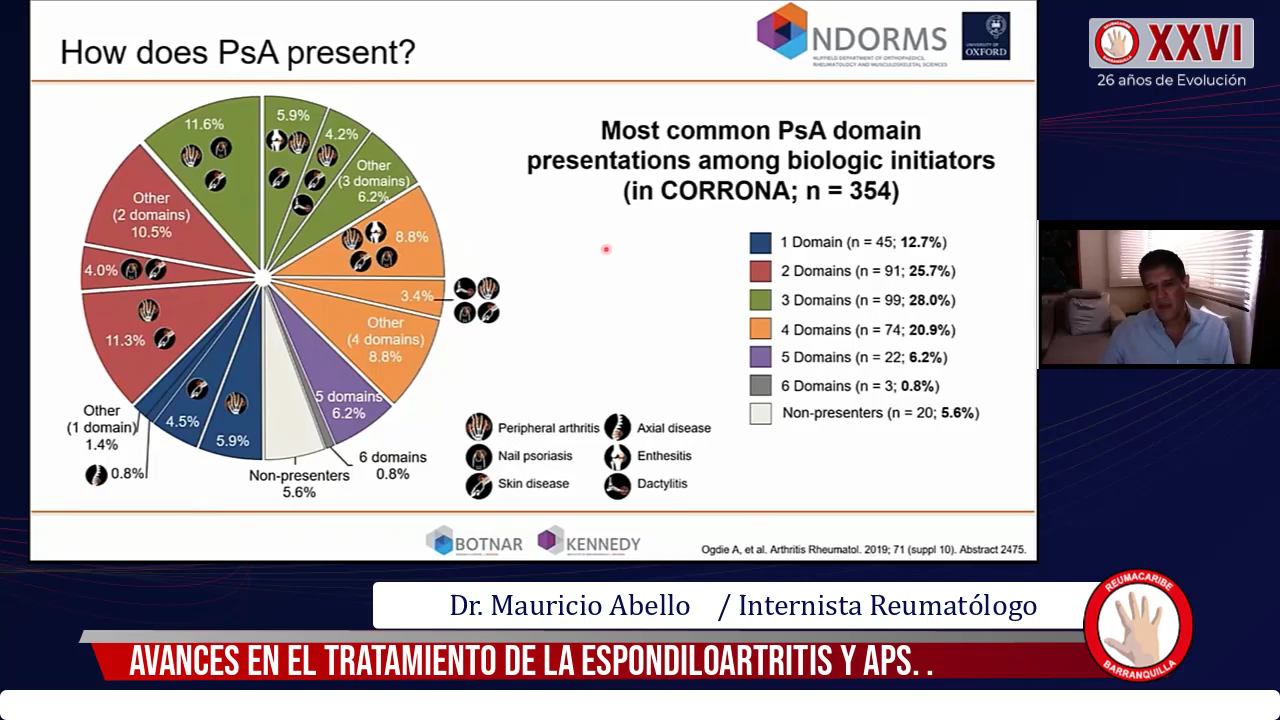 How does PsA present?
NDORMS
NUFFIELD DEPARTMENT OF ORTHOPAEDICS,
RHEUMATOLOGY AND MUSCULOSKELETAL SCIENCES
UNIVERSITY OF
OXFORD
XXVI
26 años de Evolución
REUMACARIBE
BARRANQUILLA
Most common PsA domain
presentations among biologic initiators
(in CORRONA; n = 354)
11.6%
5.9%
4.2%
Other
(3 domains)
6.2%
Other
(2 domains)
10.5%
8.8%
4.0%
3.4%
Other
(4 domains)
8.8%
11.3%
5 domains
6.2%
Other
(1 domain)
1.4%
4.5%
5.9%
0.8%
Non-presenters
5.6%
6 domains
0.8%
1 Domain (n = 45; 12.7%)
2 Domains (n = 91; 25.7%)
3 Domains (n = 99; 28.0%)
4 Domains (n = 74; 20.9%)
5 Domains (n = 22; 6.2%)
6 Domains (n = 3; 0.8%)
Non-presenters (n = 20; 5.6%)
Peripheral arthritis
Axial disease
Nail psoriasis
Enthesitis
Skin disease
Dactylitis
BOTNAR
KENNEDY
Ogdie A, et al. Arthritis Rheumatol. 2019; 71 (suppl 10). Abstract 2475.
Dr. Mauricio Abello / Internista Reumatólogo
REUMACARIBE
BARRANQUILLA
AVANCES EN EL TRATAMIENTO DE LA ESPONDILOARTRITIS Y APS. .